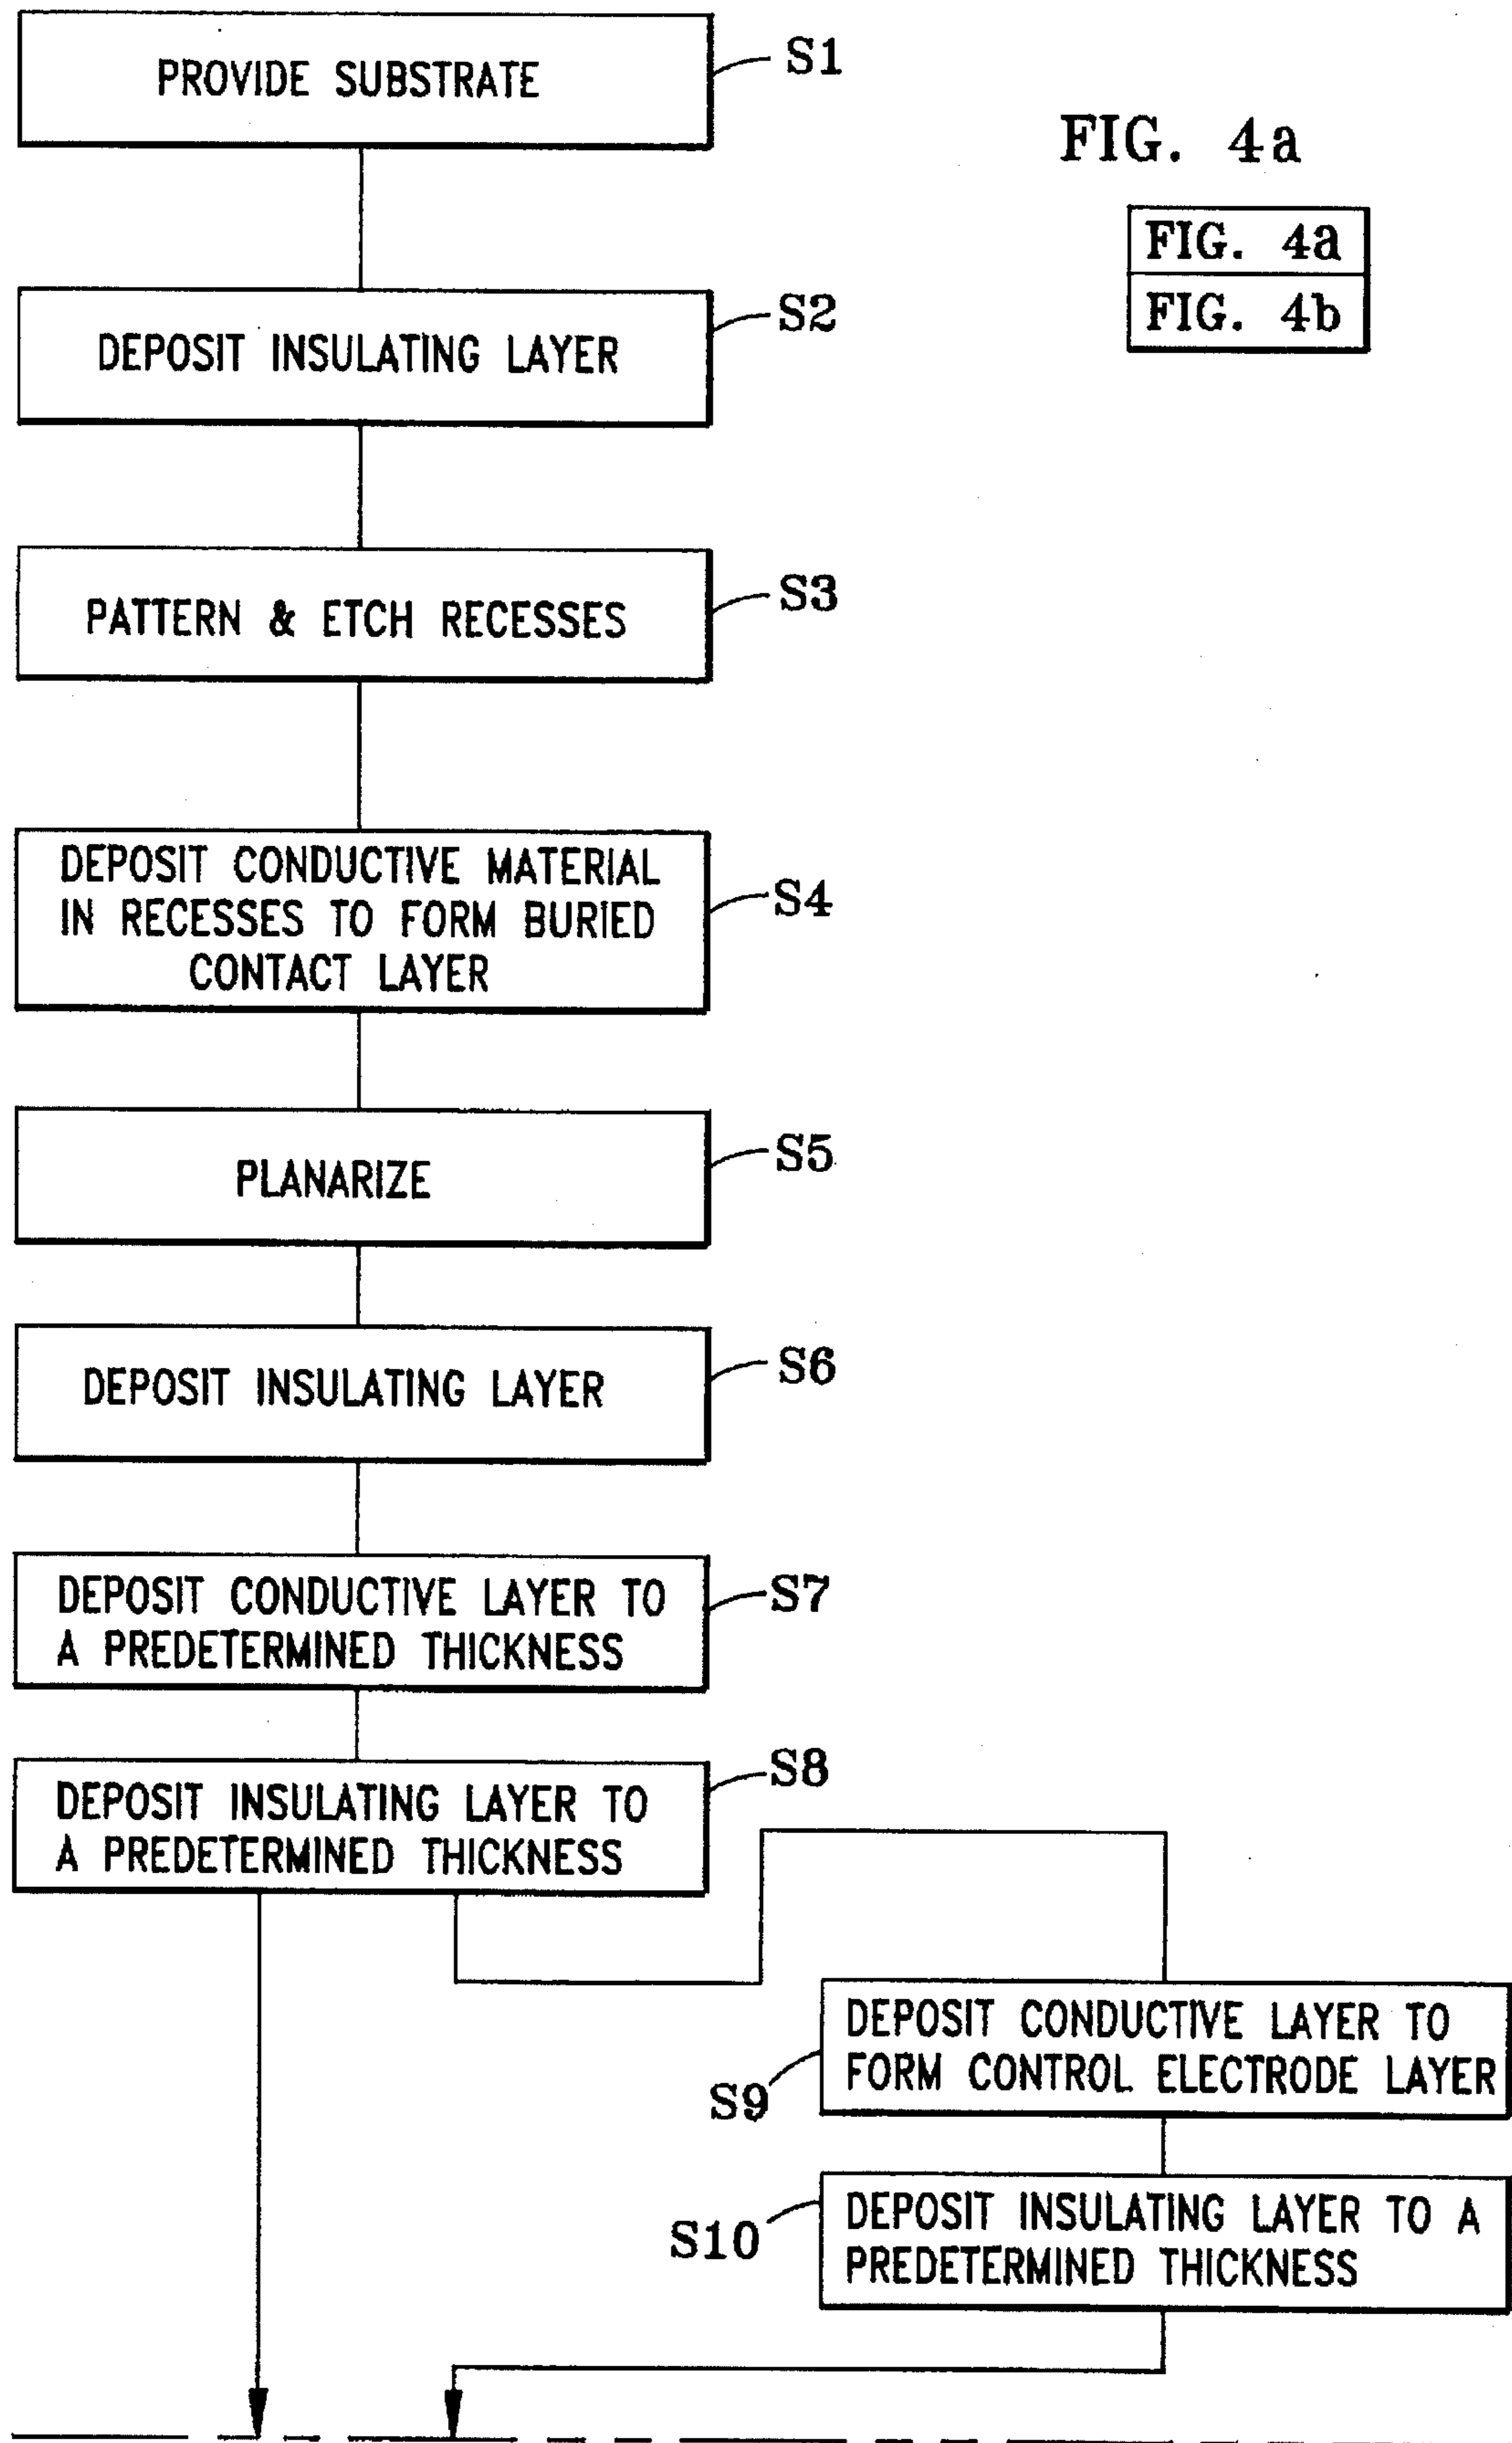 PROVIDE SUBSTRATE
S1
FIG. 4a
FIG. 4a
FIG. 4b
DEPOSIT INSULATING LAYER
S2
PATTERN & ETCH RECESSES
S3
DEPOSIT CONDUCTIVE MATERIAL
IN RECESSES TO FORM BURIED
CONTACT LAYER
S4
PLANARIZE
S5
DEPOSIT INSULATING LAYER
S6
DEPOSIT CONDUCTIVE LAYER TO
A PREDETERMINED THICKNESS
S7
DEPOSIT INSULATING LAYER TO
A PREDETERMINED THICKNESS
S8
DEPOSIT CONDUCTIVE LAYER TO
FORM CONTROL ELECTRODE LAYER
S9
DEPOSIT INSULATING LAYER TO A
PREDETERMINED THICKNESS
S10